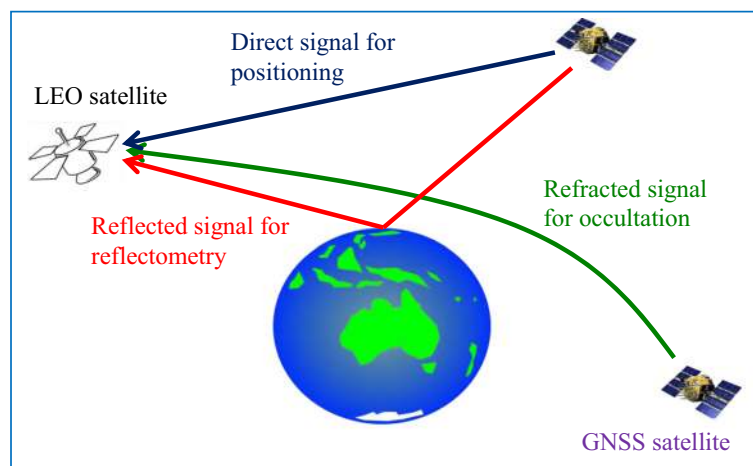 Direct signal for
positioning
LEO satellite
Refracted signal
for occultation
Reflected signal for
reflectometry
GNSS satellite